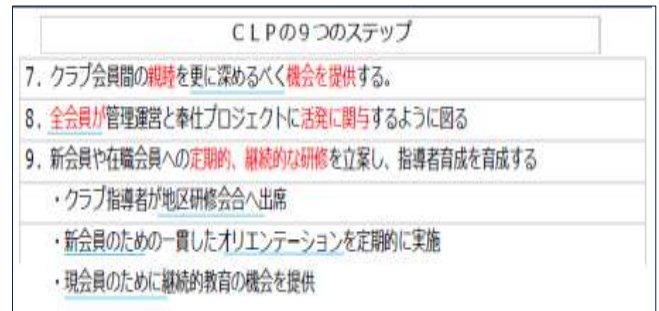 ＣＬＰの9つのステップ
7．クラブ会員間の親睦を更に深めるべく機会を提供する。
8．全会員が管理運営と奉仕プロジェクトに活発に関与するように図る
9．新会員や在職会員への定期的、継続的な研修を立案し、指導者育成を育成する
・クラブ指導者が地区研修会合へ出席
・新会員のための一貫したオリエンテーションを定期的に実施
・現会員のために継続的教育の機会を提供